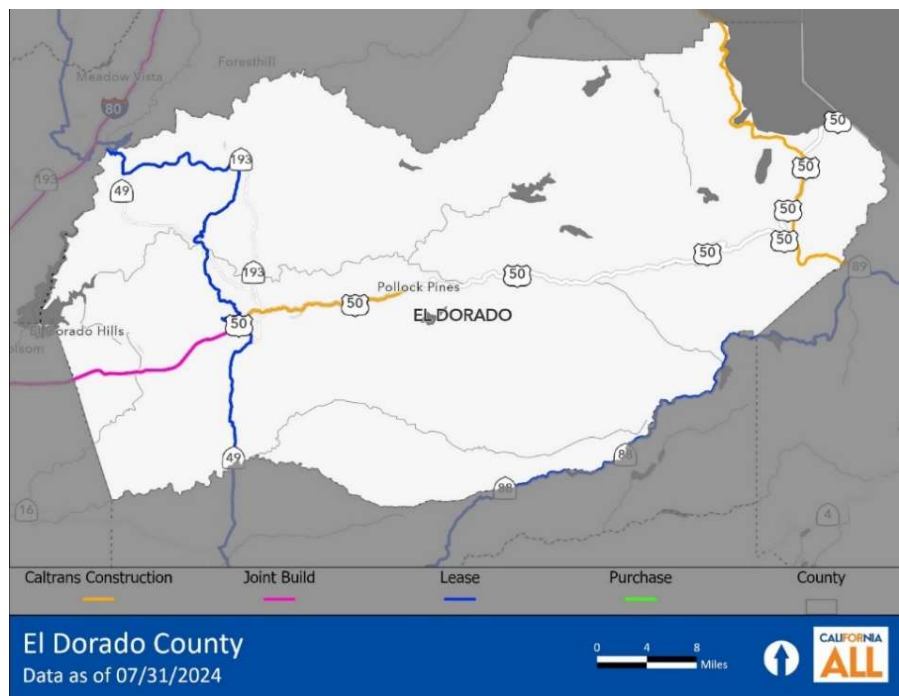 Foresthill
Meadow Vista
80
50
193
193
50
49
50
50
193
50
50
89
Pollock Pines
50
50
EL DORADO
El Dorado Hills
olsom
49
88
88
16
4
Caltrans Construction Joint Build Lease Purchase County
El Dorado County
Data as of 07/31/2024
0 4 8
Miles
CALIFORNIA
ALL